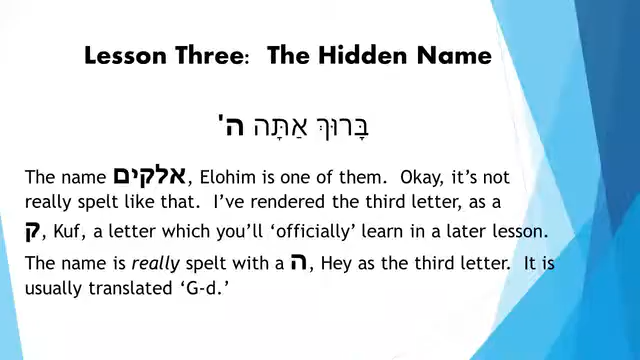 Lesson Three:  The Hidden Name
בָּרוּךְ אַתָּה ה'
The name אלקים, Elohim is one of them.  Okay, it’s not
really spelt like that.  I’ve rendered the third letter, as a
ק, Kuf, a letter which you’ll ‘officially’ learn in a later lesson.
The name is really spelt with a ה, Hey as the third letter.  It is
usually translated ‘G-d.’